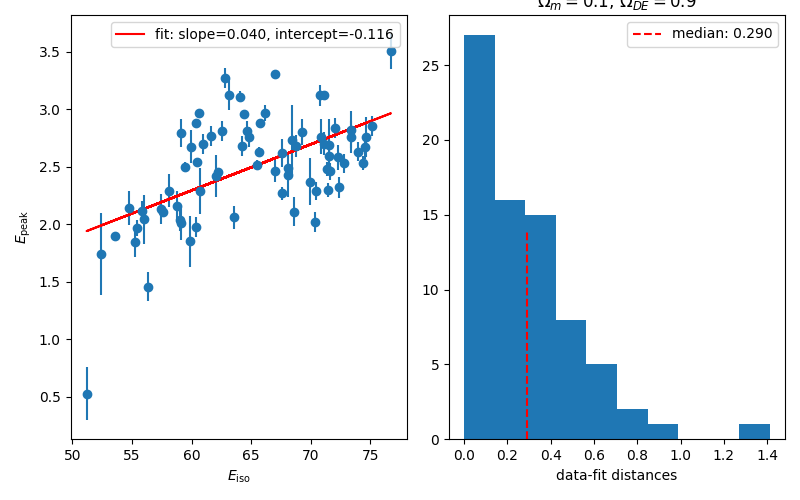 Ω_m = 0.1, Ω_DE = 0.9
fit: slope=0.040, intercept=-0.116
median: 0.290
3.5
3.0
2.5
2.0
1.5
1.0
0.5
E_peak
50 55 60 65 70 75
E_iso
25
20
15
10
5
0
0.0 0.2 0.4 0.6 0.8 1.0 1.2 1.4
data-fit distances